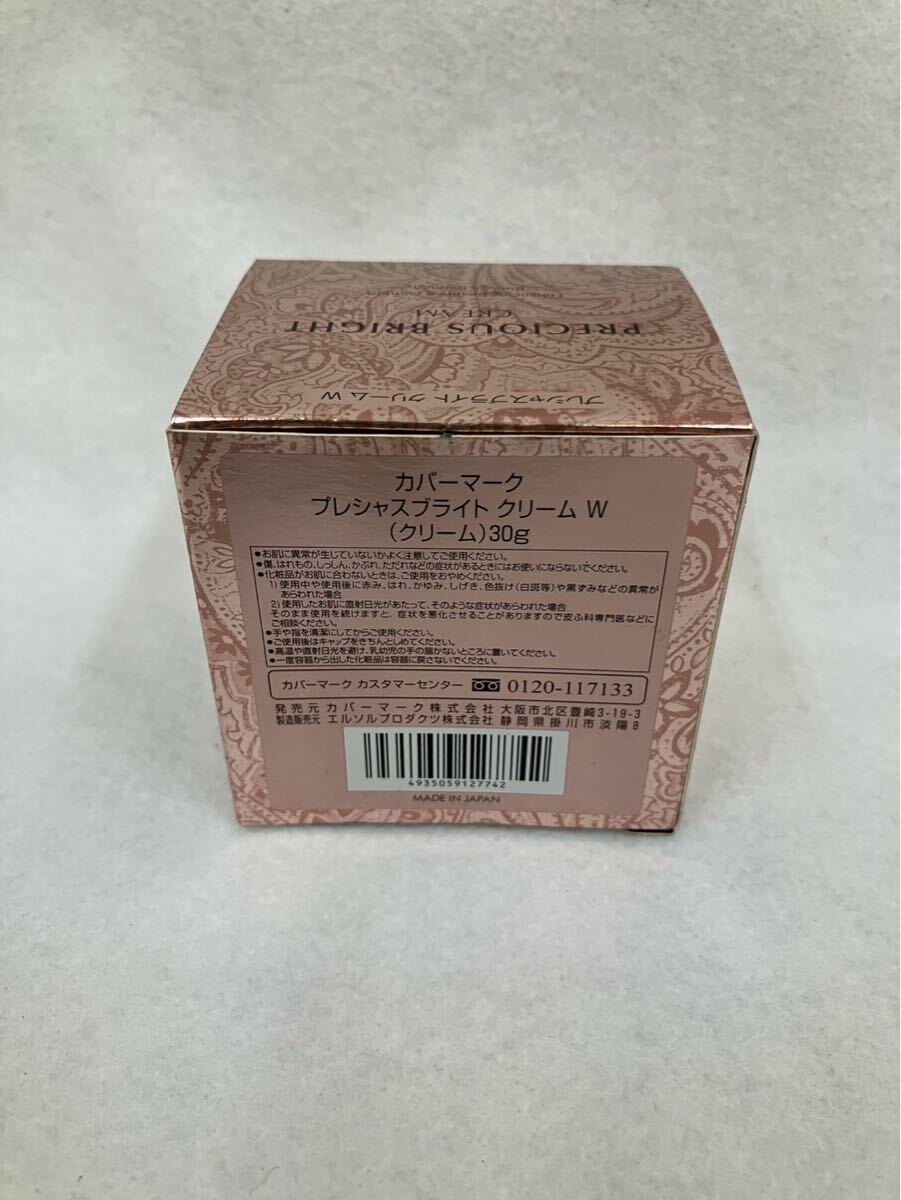 PRECIOUS BRIGHT
CREAM
プレシャスブライト クリーム W
カバーマーク
プレシャスブライト クリーム W
(クリーム)30g
●お肌に異常が生じていないかよく注意してご使用ください。
●傷、はれもの、しっしん、かぶれ、ただれなどの症状があるときにはお使いにならないでください。
●化粧品がお肌に合わないときは、ご使用をおやめください。
1)使用中や使用後に赤み、はれ、かゆみ、しげき、色抜け(白斑等)や黒ずみなどの異常が
あらわれた場合
2)使用したお肌に直射日光があたって、そのような症状があらわれた場合
そのまま使用を続けますと、症状を悪化させることがありますので皮ふ科専門医などに
ご相談ください。
●手や指を清潔にしてからご使用ください。
●ご使用後はキャップをきちんとしめてください。
●高温や直射日光を避け、乳幼児の手の届かないところに置いてください。
●一度容器から出した化粧品は容器に戻さないでください。
カバーマーク カスタマーセンター 0120-117133
発売元 カバーマーク株式会社 大阪市北区豊崎3-19-3
製造販売元 エルソルプロダクツ株式会社 静岡県掛川市淡陽8
4935059127742
MADE IN JAPAN